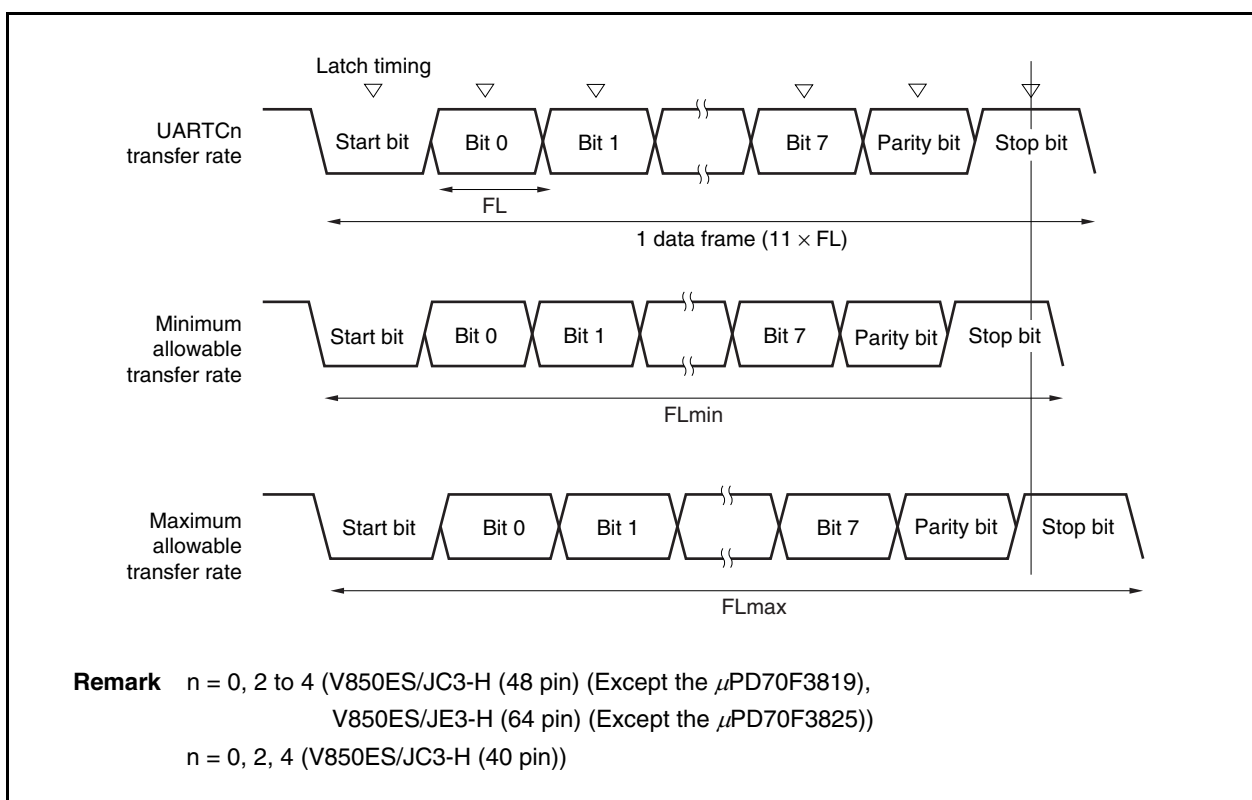 Latch timing
UARTCn
transfer rate
Start bit
Bit 0
Bit 1
Bit 7
Parity bit
Stop bit
FL
1 data frame (11 × FL)
Minimum
allowable
transfer rate
Start bit
Bit 0
Bit 1
Bit 7
Parity bit
Stop bit
FLmin
Maximum
allowable
transfer rate
Start bit
Bit 0
Bit 1
Bit 7
Parity bit
Stop bit
FLmax
Remark n = 0, 2 to 4 (V850ES/JC3-H (48 pin) (Except the μPD70F3819),
V850ES/JE3-H (64 pin) (Except the μPD70F3825))
n = 0, 2, 4 (V850ES/JC3-H (40 pin))